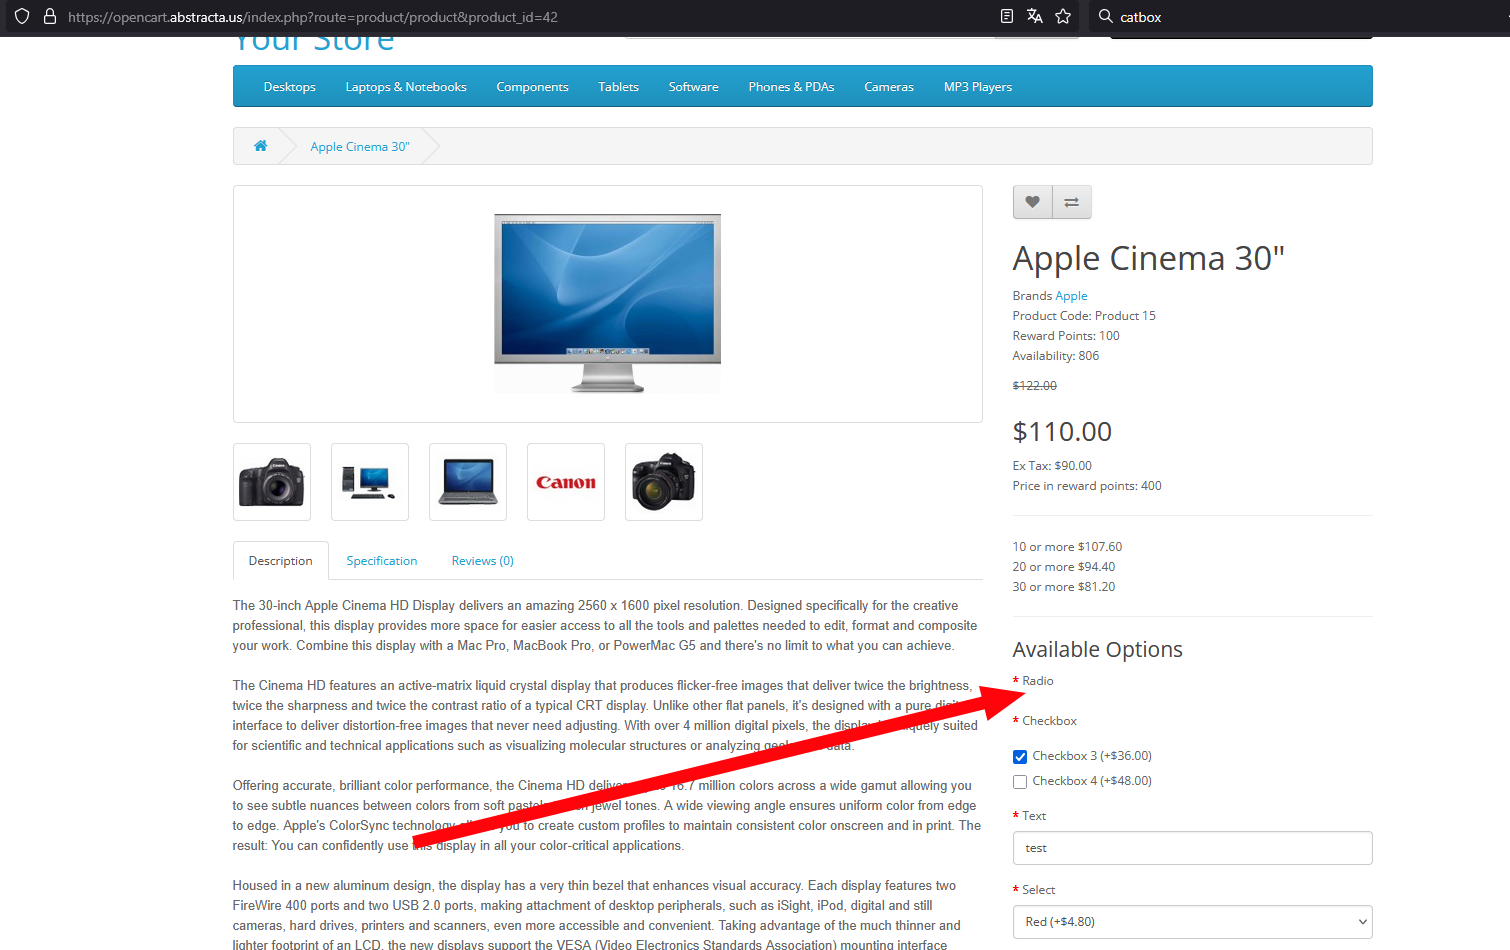 https://opencart.abstracta.us/index.php?route=product/product&product_id=42
catbox
Your Store
Desktops
Laptops & Notebooks
Components
Tablets
Software
Phones & PDAs
Cameras
MP3 Players
Apple Cinema 30"
Canon
Description
Specification
Reviews (0)
The 30-inch Apple Cinema HD Display delivers an amazing 2560 x 1600 pixel resolution. Designed specifically for the creative
professional, this display provides more space for easier access to all the tools and palettes needed to edit, format and composite
your work. Combine this display with a Mac Pro, MacBook Pro, or PowerMac G5 and there's no limit to what you can achieve.
The Cinema HD features an active-matrix liquid crystal display that produces flicker-free images that deliver twice the brightness,
twice the sharpness and twice the contrast ratio of a typical CRT display. Unlike other flat panels, it's designed with a pure digital
interface to deliver distortion-free images that never need adjusting. With over 4 million digital pixels, the display is uniquely suited
for scientific and technical applications such as visualizing molecular structures or analyzing data.
Offering accurate, brilliant color performance, the Cinema HD delivers 16.7 million colors across a wide gamut allowing you
to see subtle nuances between colors from soft pastels jewel tones. A wide viewing angle ensures uniform color from edge
to edge. Apple's ColorSync technology you to create custom profiles to maintain consistent color onscreen and in print. The
result: You can confidently use this display in all your color-critical applications.
Housed in a new aluminum design, the display has a very thin bezel that enhances visual accuracy. Each display features two
FireWire 400 ports and two USB 2.0 ports, making attachment of desktop peripherals, such as iSight, iPod, digital and still
cameras, hard drives, printers and scanners, even more accessible and convenient. Taking advantage of the much thinner and
lighter footprint of an LCD, the new displays support the VESA (Video Electronics Standards Association) mounting interface
Apple Cinema 30"
Brands Apple
Product Code: Product 15
Reward Points: 100
Availability: 806
$122.00
$110.00
Ex Tax: $90.00
Price in reward points: 400
10 or more $107.60
20 or more $94.40
30 or more $81.20
Available Options
* Radio
* Checkbox
Checkbox 3 (+$36.00)
Checkbox 4 (+$48.00)
* Text
test
* Select
Red (+$4.80)